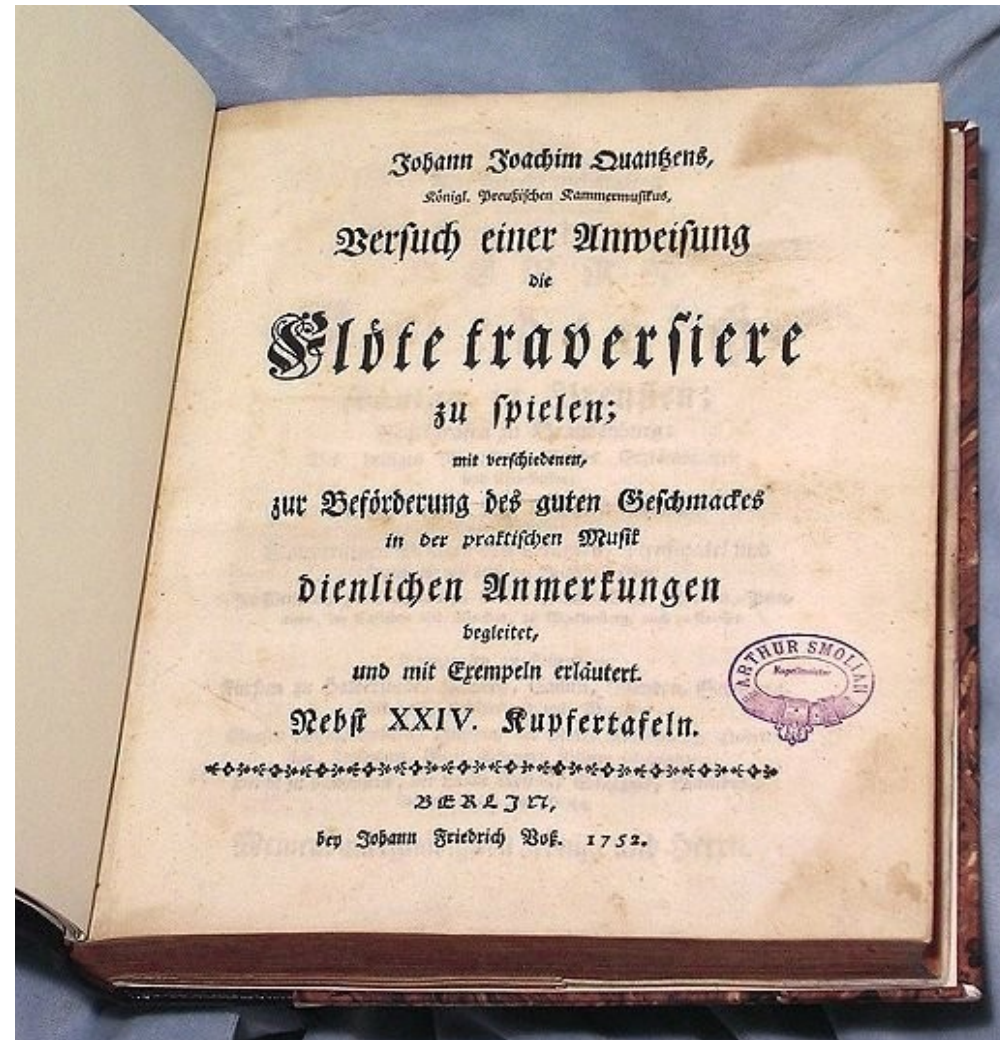 Johann Joachim Quantzens,
Königl. Preußischen Kammermusikus,
Versuch einer Anweisung
die
Flöte traversiere
zu spielen;
mit verschiedenen,
zur Beförderung des guten Geschmackes
in der praktischen Musik
dienlichen Anmerkungen
begleitet,
und mit Exempeln erläutert.
Nebst XXIV. Kupfertafeln.
BERLIN,
bey Johann Friedrich Voß. 1752.
ARTHUR SMOLIAN
Kapellmeister